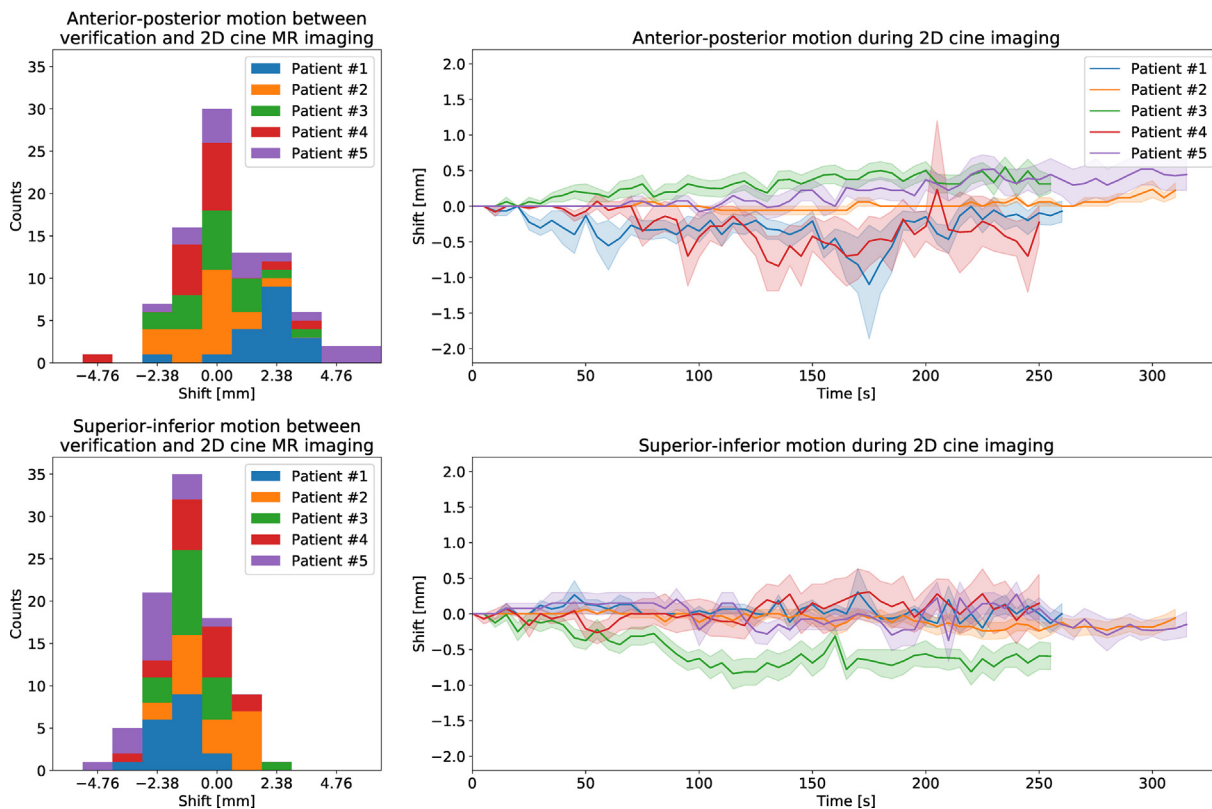 Anterior-posterior motion between
verification and 2D cine MR imaging
35
30
25
20
15
10
5
0
Counts
Patient #1
Patient #2
Patient #3
Patient #4
Patient #5
−4.76 −2.38 0.00 2.38 4.76
Shift [mm]
Anterior-posterior motion during 2D cine imaging
2.0
1.5
1.0
0.5
0.0
−0.5
−1.0
−1.5
−2.0
Shift [mm]
Patient #1
Patient #2
Patient #3
Patient #4
Patient #5
0 50 100 150 200 250 300
Time [s]
Superior-inferior motion between
verification and 2D cine MR imaging
35
30
25
20
15
10
5
0
Counts
Patient #1
Patient #2
Patient #3
Patient #4
Patient #5
−4.76 −2.38 0.00 2.38 4.76
Shift [mm]
Superior-inferior motion during 2D cine imaging
2.0
1.5
1.0
0.5
0.0
−0.5
−1.0
−1.5
−2.0
Shift [mm]
0 50 100 150 200 250 300
Time [s]